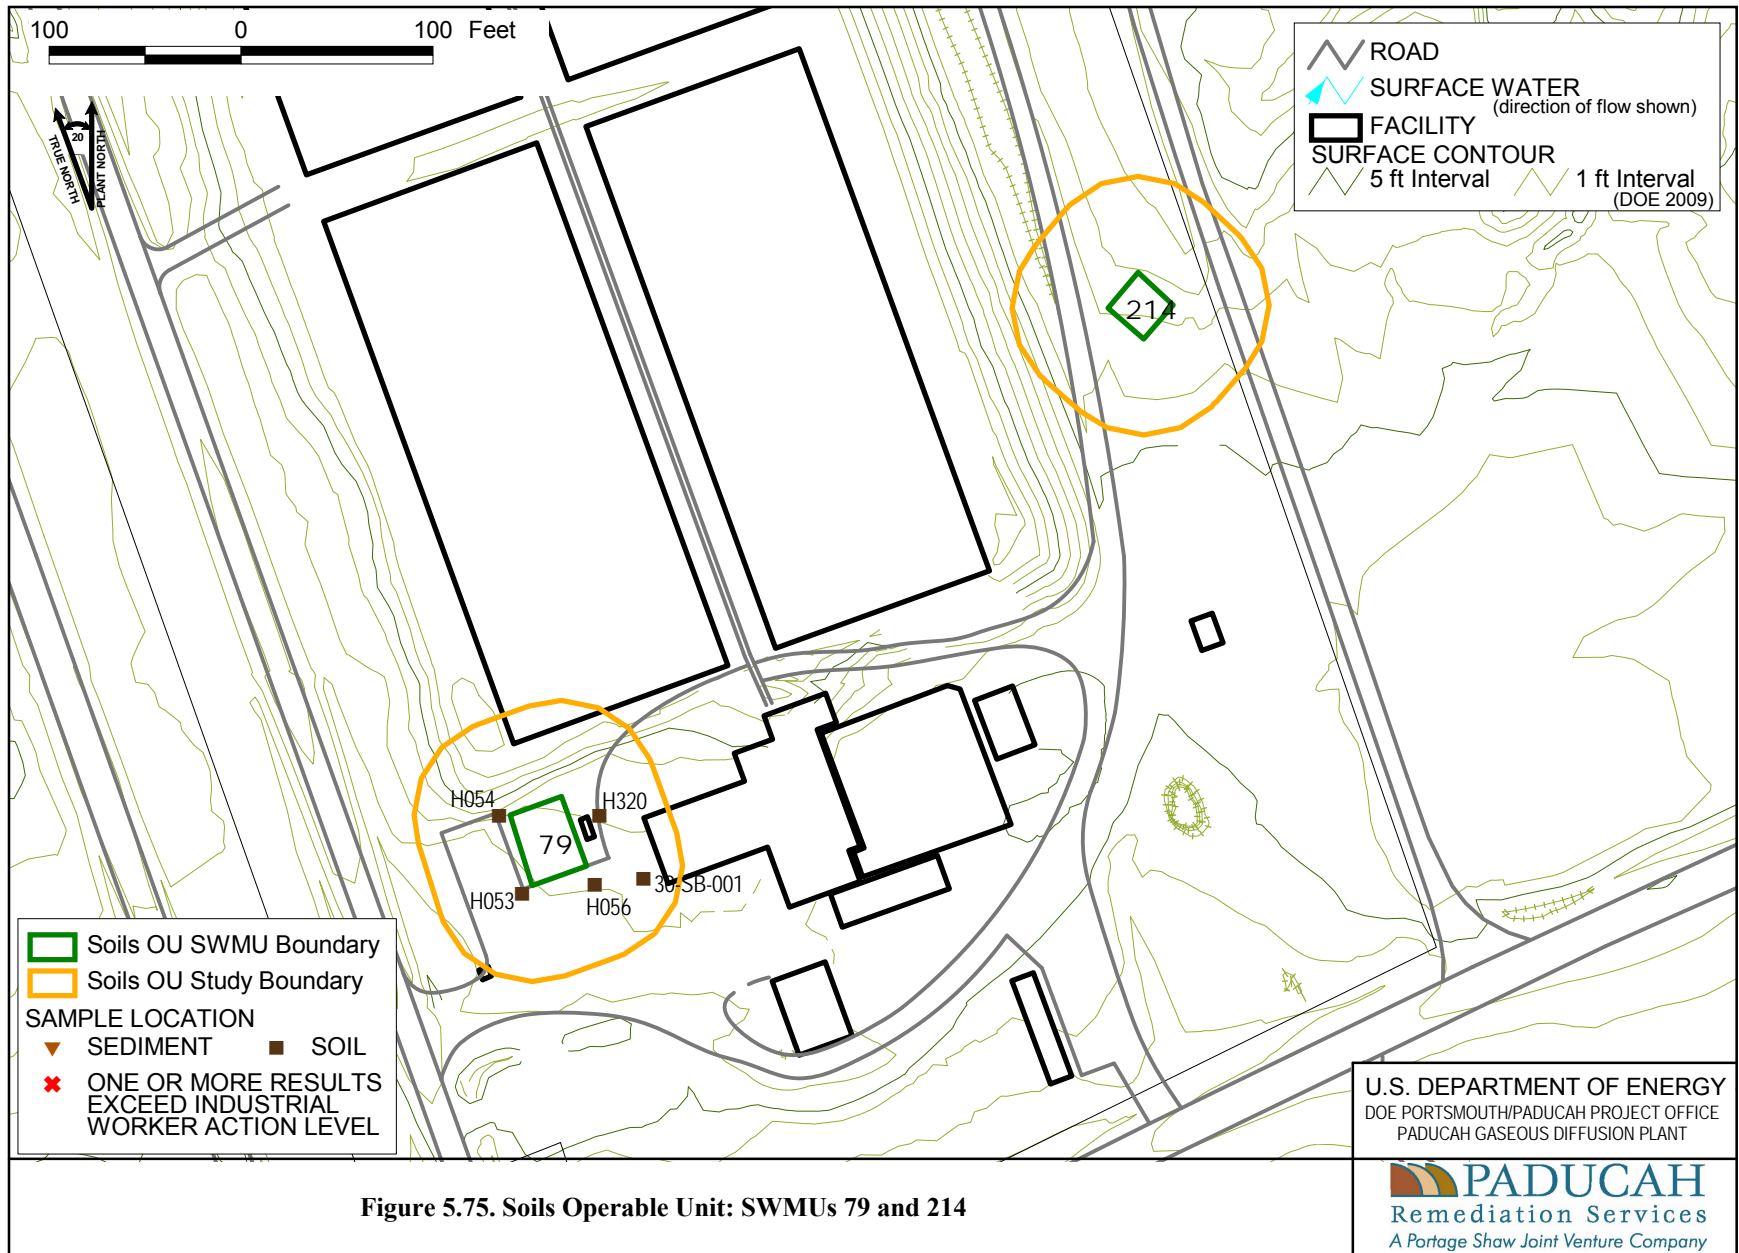 100 0 100 Feet
20
TRUE NORTH
PLANT NORTH
ROAD
SURFACE WATER
(direction of flow shown)
FACILITY
SURFACE CONTOUR
5 ft Interval 1 ft Interval
(DOE 2009)
214
H054
H320
79
H053
H056
30-SB-001
Soils OU SWMU Boundary
Soils OU Study Boundary
SAMPLE LOCATION
SEDIMENT SOIL
ONE OR MORE RESULTS
EXCEED INDUSTRIAL
WORKER ACTION LEVEL
U.S. DEPARTMENT OF ENERGY
DOE PORTSMOUTH/PADUCAH PROJECT OFFICE
PADUCAH GASEOUS DIFFUSION PLANT
PADUCAH
Remediation Services
A Portage Shaw Joint Venture Company
Figure 5.75. Soils Operable Unit: SWMUs 79 and 214